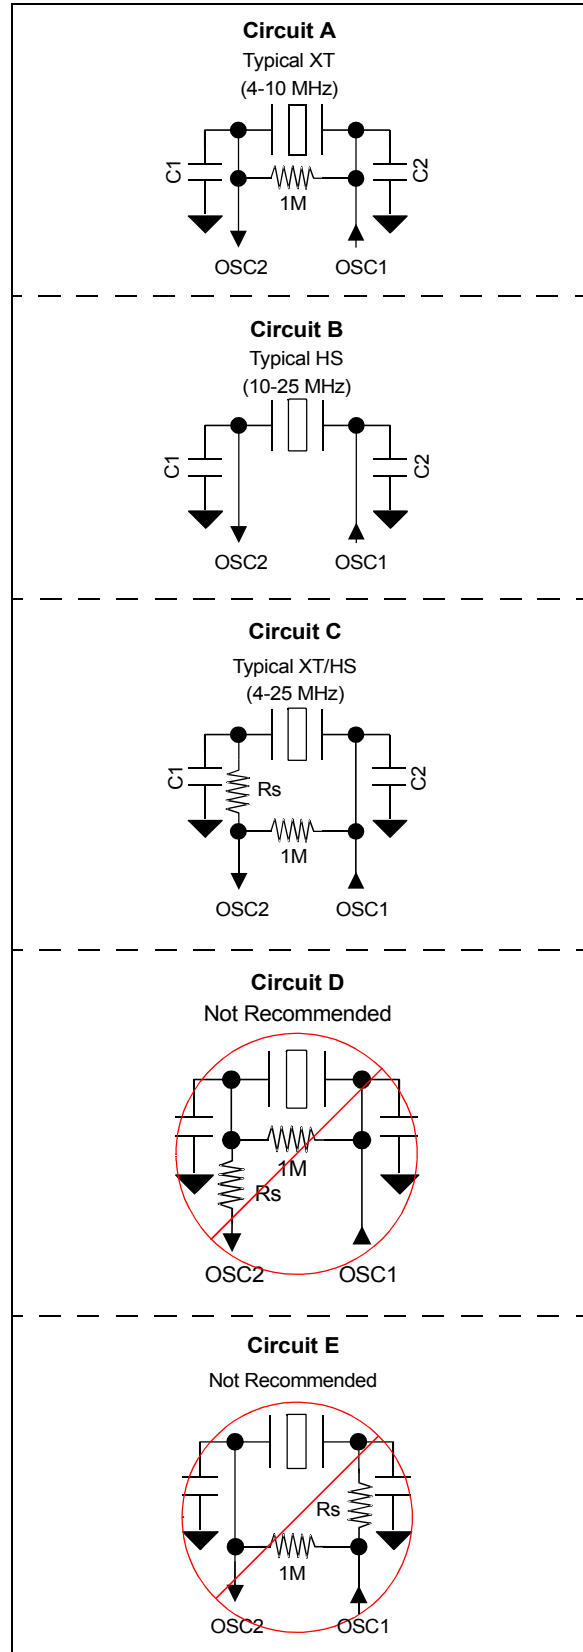 Circuit A
Typical XT
(4-10 MHz)
C1
C2
1M
OSC2 OSC1
Circuit B
Typical HS
(10-25 MHz)
C1
C2
OSC2 OSC1
Circuit C
Typical XT/HS
(4-25 MHz)
C1
Rs
C2
1M
OSC2 OSC1
Circuit D
Not Recommended
1M
Rs
OSC2 OSC1
Circuit E
Not Recommended
Rs
1M
OSC2 OSC1